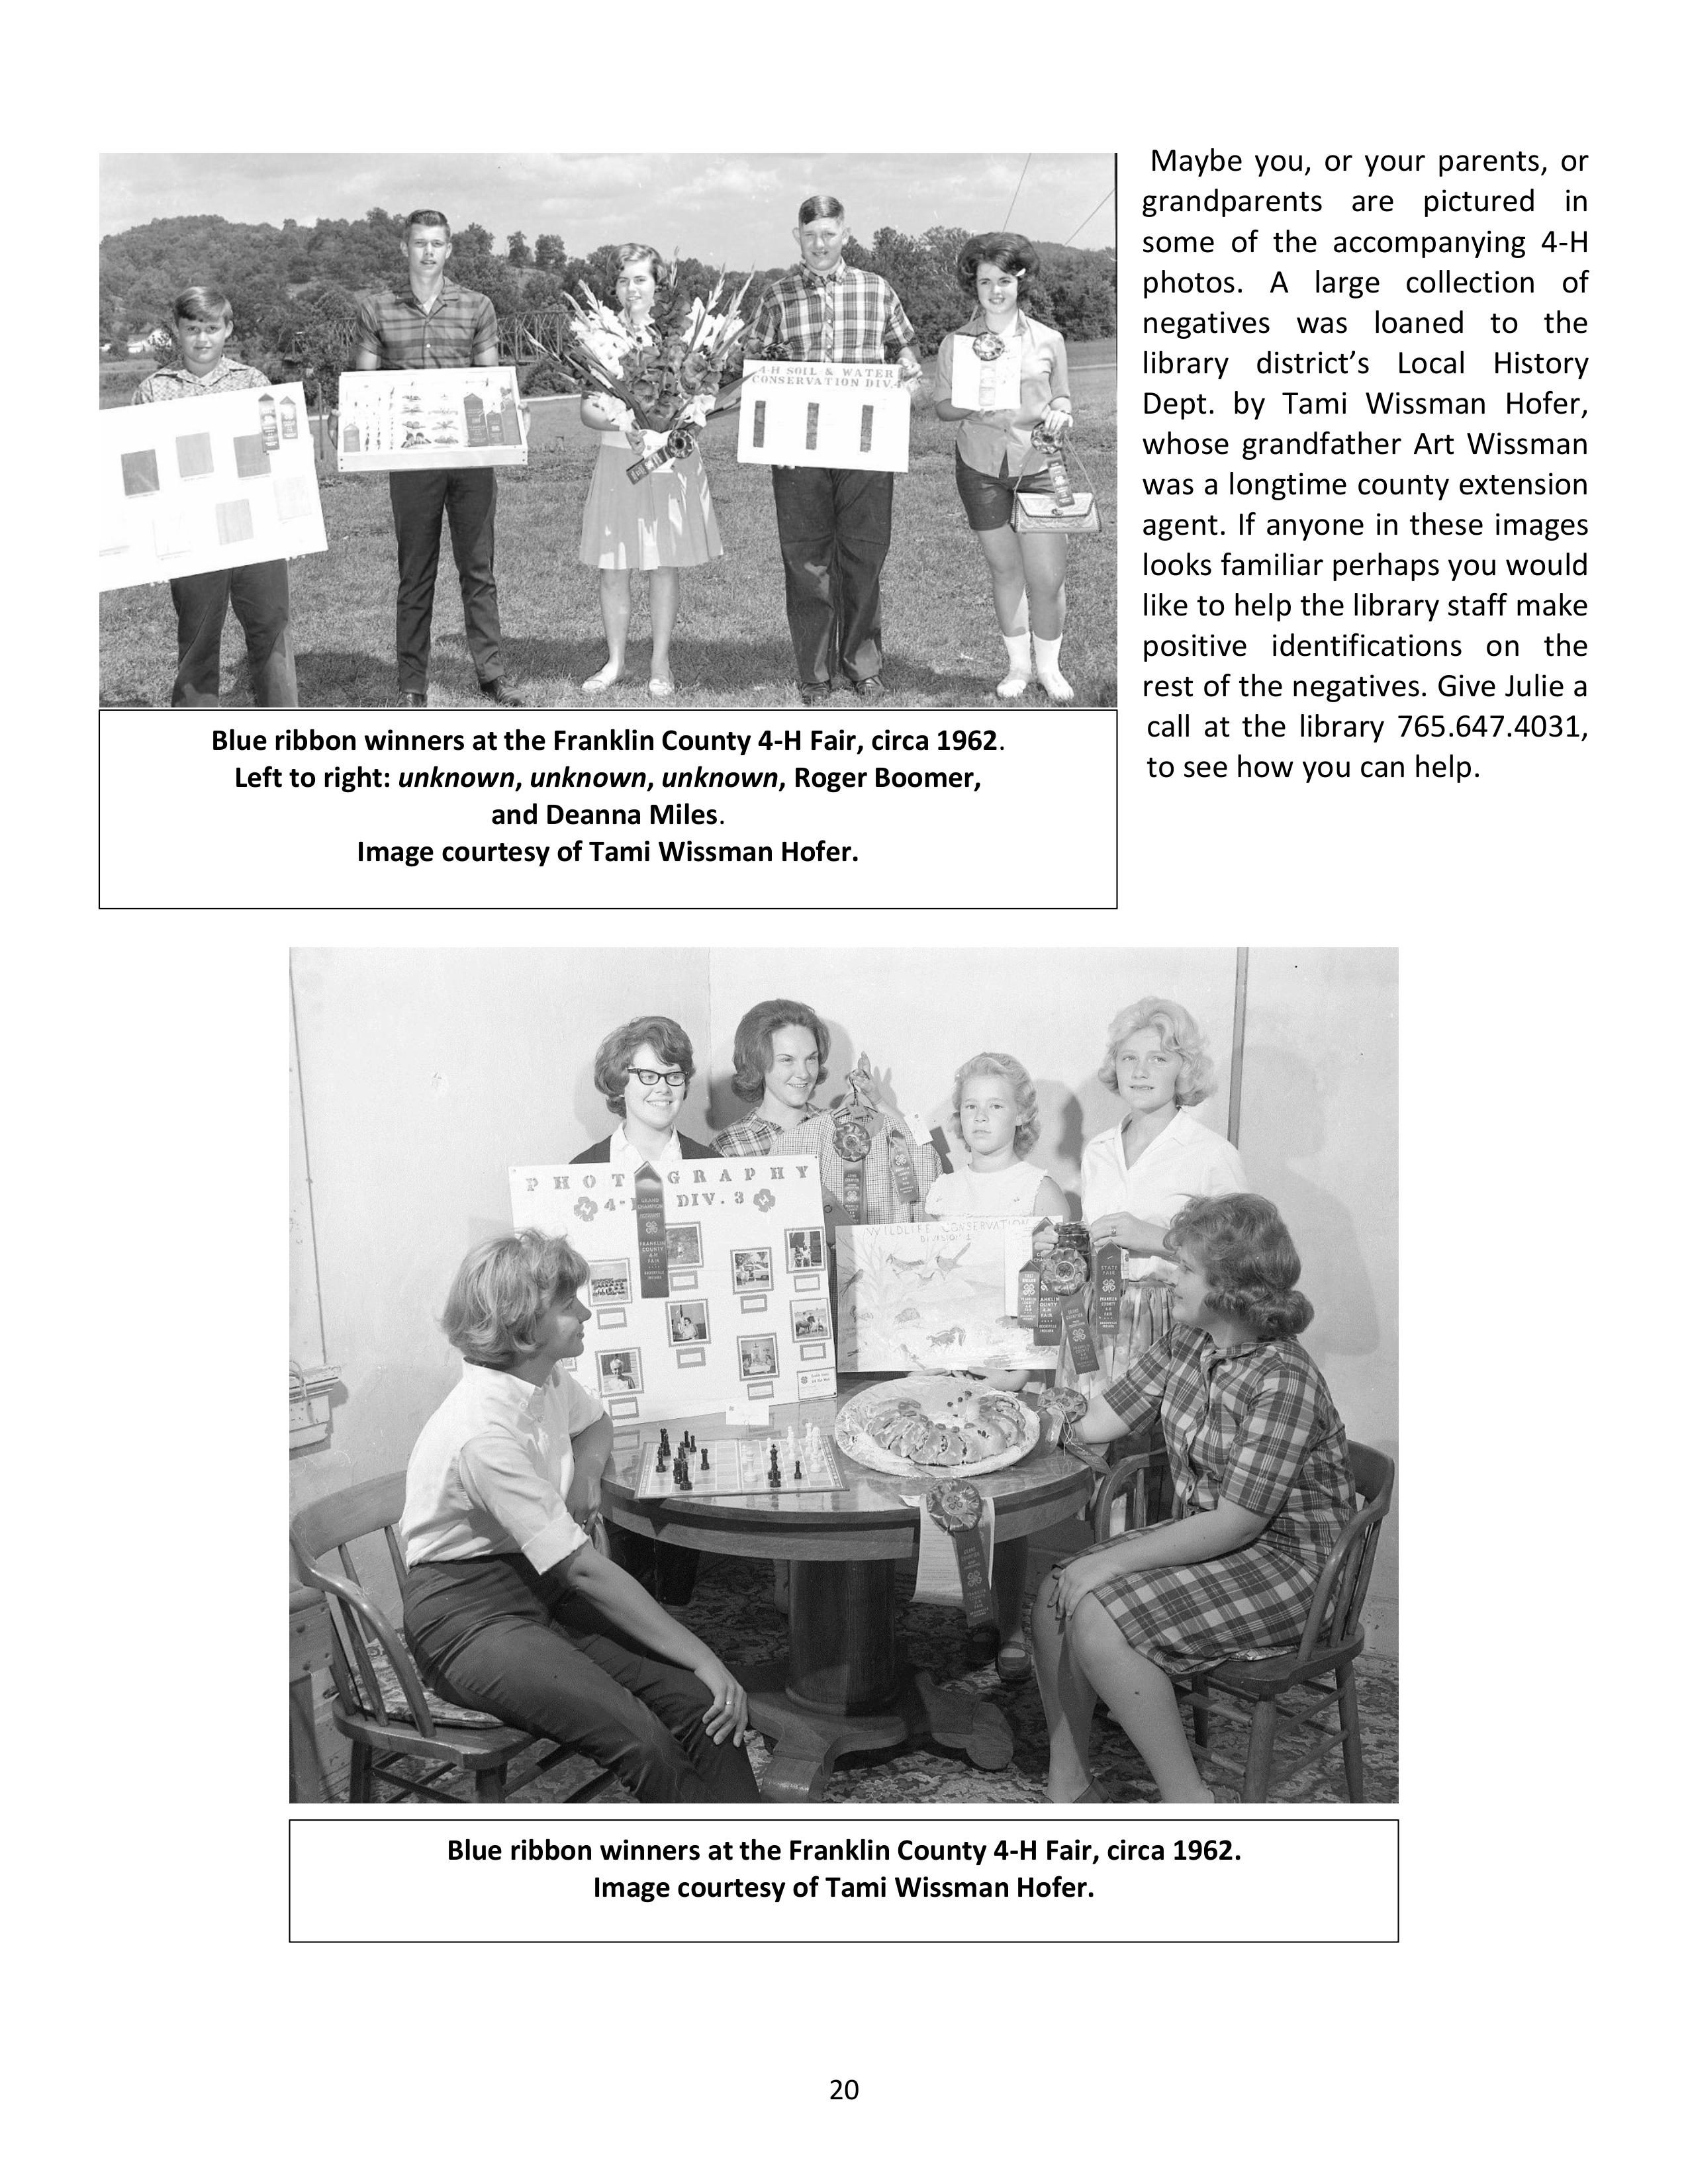 4-H SOIL & WATER
CONSERVATION DIV.4
Maybe you, or your parents, or
grandparents are pictured in
some of the accompanying 4-H
photos. A large collection of
negatives was loaned to the
library district’s Local History
Dept. by Tami Wissman Hofer,
whose grandfather Art Wissman
was a longtime county extension
agent. If anyone in these images
looks familiar perhaps you would
like to help the library staff make
positive identifications on the
rest of the negatives. Give Julie a
call at the library 765.647.4031,
to see how you can help.
Blue ribbon winners at the Franklin County 4-H Fair, circa 1962.
Left to right: unknown, unknown, unknown, Roger Boomer,
and Deanna Miles.
Image courtesy of Tami Wissman Hofer.
PHOT GRAPHY
4- DIV. 3
GRAND
CHAMPION
FRANKLIN
COUNTY
4-H
FAIR
WILDLIFE CONSERVATION
DIVISION 1
STATE
FAIR
FRANKLIN
COUNTY
4-H
FAIR
Blue ribbon winners at the Franklin County 4-H Fair, circa 1962.
Image courtesy of Tami Wissman Hofer.
20